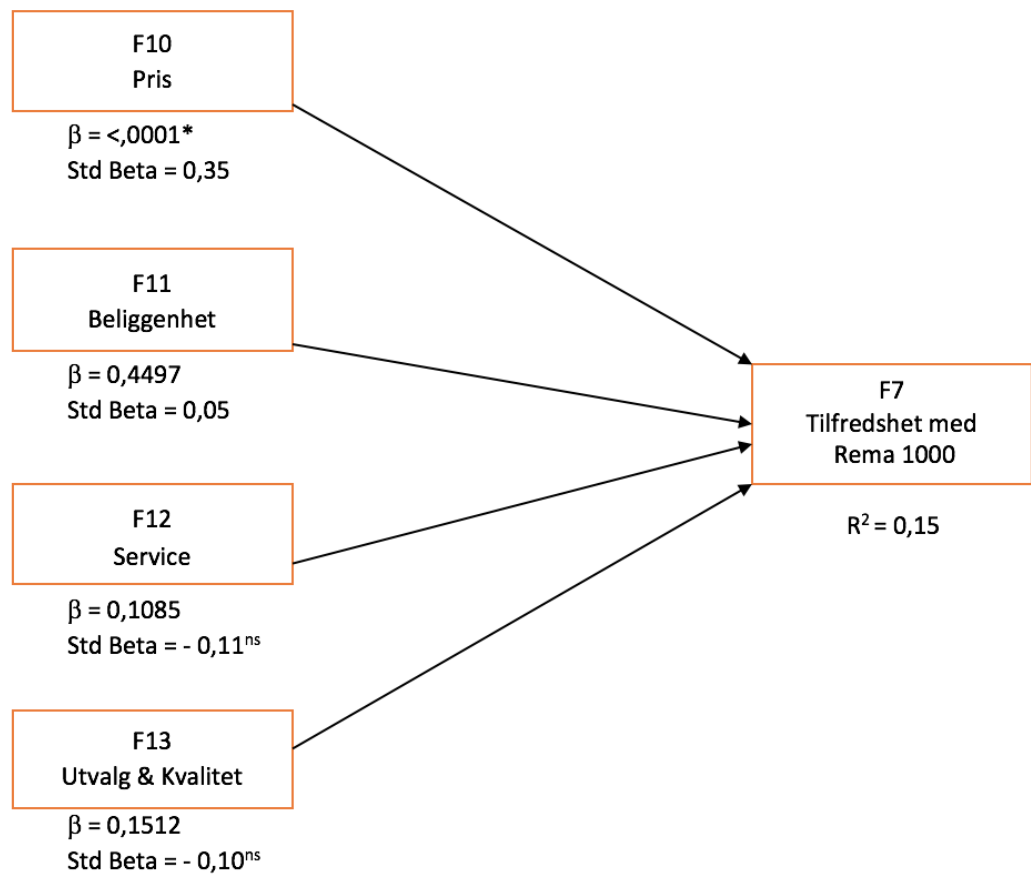 F10
Pris
β = <,0001*
Std Beta = 0,35
F11
Beliggenhet
β = 0,4497
Std Beta = 0,05
F12
Service
β = 0,1085
Std Beta = - 0,11ⁿˢ
F13
Utvalg & Kvalitet
β = 0,1512
Std Beta = - 0,10ⁿˢ
F7
Tilfredshet med
Rema 1000
R² = 0,15